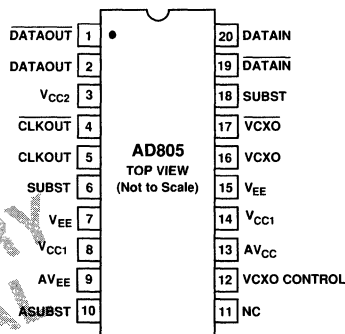 DATAOUT 1
DATAOUT 2
VCC2 3
CLKOUT 4
CLKOUT 5
SUBST 6
VEE 7
VCC1 8
AVEE 9
ASUBST 10
AD805
TOP VIEW
(Not to Scale)
20 DATAIN
19 DATAIN
18 SUBST
17 VCXO
16 VCXO
15 VEE
14 VCC1
13 AVCC
12 VCXO CONTROL
11 NC